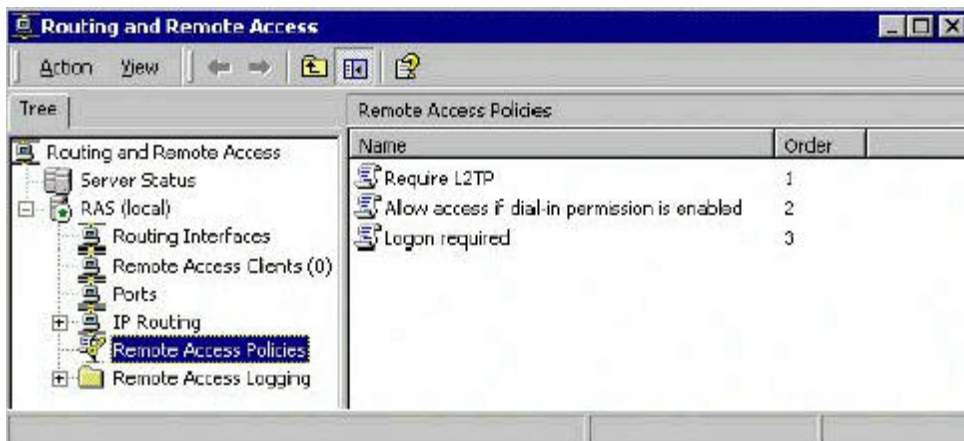 Routing and Remote Access
Action View
Tree
Routing and Remote Access
Server Status
RAS (local)
Routing Interfaces
Remote Access Clients (0)
Ports
IP Routing
Remote Access Policies
Remote Access Logging
Remote Access Policies
Name Order
Require L2TP 1
Allow access if dial-in permission is enabled 2
Logon required 3